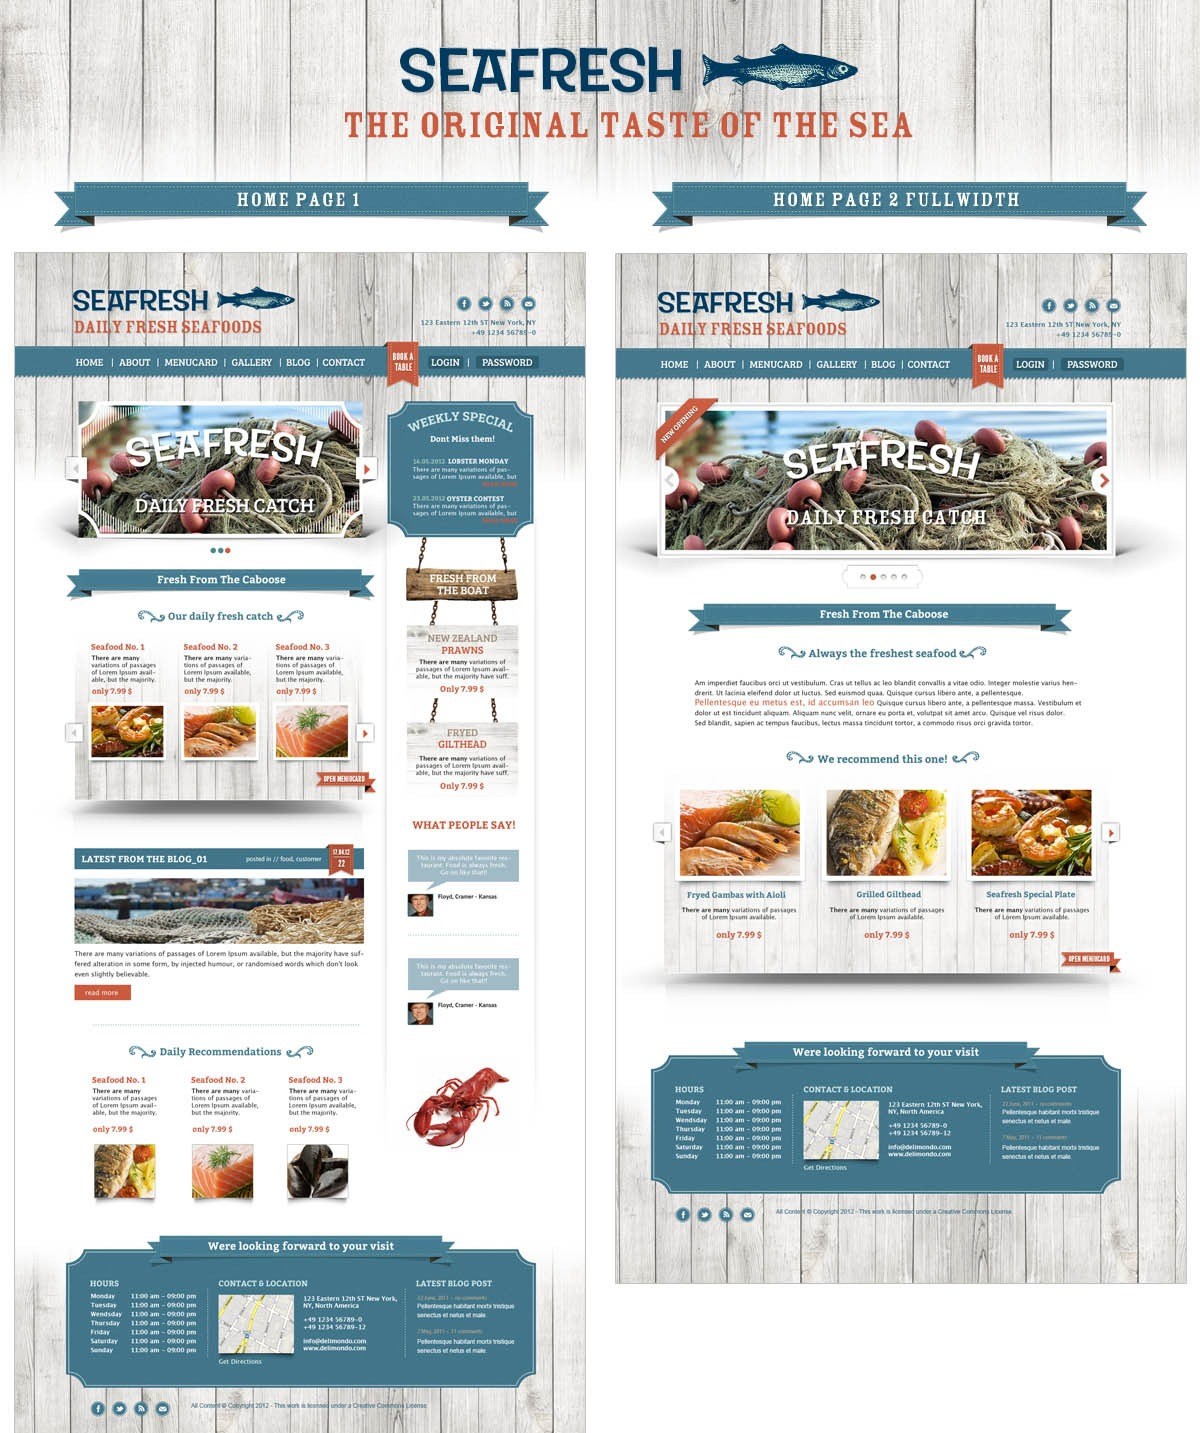 SEAFRESH
THE ORIGINAL TASTE OF THE SEA
HOME PAGE 1
SEAFRESH
DAILY FRESH SEAFOODS
123 Eastern 12th ST New York, NY
+49 1234 56789-0
HOME | ABOUT | MENUCARD | GALLERY | BLOG | CONTACT
BOOK A
TABLE
LOGIN | PASSWORD
SEAFRESH
DAILY FRESH CATCH
WEEKLY SPECIAL
Dont Miss them!
16.05.2012 LOBSTER MONDAY
There are many variations of pas-
sages of Lorem Ipsum available, but
23.05.2012 OYSTER CONTEST
There are many variations of pas-
sages of Lorem Ipsum available, but
Fresh From The Caboose
Our daily fresh catch
Seafood No. 1
There are many
variations of passages
of Lorem Ipsum avail-
able, but the majority.
only 7.99 $
Seafood No. 2
There are many varia-
tions of passages of
Lorem Ipsum available,
but the majority.
only 7.99 $
Seafood No. 3
There are many varia-
tions of passages of
Lorem Ipsum available,
but the majority.
only 7.99 $
OPEN MENUCARD
FRESH FROM
THE BOAT
NEW ZEALAND
PRAWNS
There are many variations of
passages of Lorem Ipsum avail-
able, but the majority have suff.
Only 7.99 $
FRYED
GILTHEAD
There are many variations of
passages of Lorem Ipsum avail-
able, but the majority have suff.
Only 7.99 $
WHAT PEOPLE SAY!
This is my absolute favorite res-
taurant. Food is always fresh.
Go on like that!!
Floyd, Cramer - Kansas
This is my absolute favorite res-
taurant. Food is always fresh.
Go on like that!!
Floyd, Cramer - Kansas
LATEST FROM THE BLOG_01
posted in // food, customer
17.04.12
22
There are many variations of passages of Lorem Ipsum available, but the majority have suf-
fered alteration in some form, by injected humour, or randomised words which don't look
even slightly believable.
read more
Daily Recommendations
Seafood No. 1
There are many
variations of passages
of Lorem Ipsum avail-
able, but the majority.
only 7.99 $
Seafood No. 2
There are many varia-
tions of passages of
Lorem Ipsum available,
but the majority.
only 7.99 $
Seafood No. 3
There are many varia-
tions of passages of
Lorem Ipsum available,
but the majority.
only 7.99 $
Were looking forward to your visit
HOURS
Monday 11:00 am - 09:00 pm
Tuesday 11:00 am - 09:00 pm
Wendsday 11:00 am - 09:00 pm
Thursday 11:00 am - 09:00 pm
Friday 11:00 am - 09:00 pm
Saturday 11:00 am - 09:00 pm
Sunday 11:00 am - 09:00 pm
CONTACT & LOCATION
Get Directions
123 Eastern 12th ST New York,
NY, North America
+49 1234 56789-0
+49 1234 56789-12
info@delimondo.com
www.delimondo.com
LATEST BLOG POST
22 June, 2011 - no comments
Pellentesque habitant morbi tristique
senectus et netus et male.
7 May, 2011 - 11 comments
Pellentesque habitant morbi tristique
senectus et netus et male.
All Content © Copyright 2012 - This work is licensed under a Creative Commons License.
HOME PAGE 2 FULLWIDTH
SEAFRESH
DAILY FRESH SEAFOODS
123 Eastern 12th ST New York, NY
+49 1234 56789-0
HOME | ABOUT | MENUCARD | GALLERY | BLOG | CONTACT
BOOK A
TABLE
LOGIN | PASSWORD
NEW OPENING
SEAFRESH
DAILY FRESH CATCH
Fresh From The Caboose
Always the freshest seafood
Am imperdiet faucibus orci ut vestibulum. Cras ut tellus ac leo blandit convallis a vitae odio. Integer molestie varius hen-
drerit. Ut lacinia eleifend dolor ut luctus. Sed euismod quaa. Quisque cursus libero ante, a pellentesque.
Pellentesque eu metus est, id accumsan leo Quisque cursus libero ante, a pellentesque massa. Vestibulum et
dolor ut est tincidunt aliquam. Aliquam nunc velit, ornare eu porta et, volutpat sit amet arcu. Quisque vel risus dolor.
Sed blandit, sapien ac tempus faucibus, lectus massa tincidunt tortor, a commodo risus orci gravida tortor.
We recommend this one!
Fryed Gambas with Aioli
There are many variations of passages
of Lorem Ipsum available.
only 7.99 $
Grilled Gilthead
There are many variations of passages
of Lorem Ipsum available.
only 7.99 $
Seafresh Special Plate
There are many variations of passages
of Lorem Ipsum available.
only 7.99 $
OPEN MENUCARD
Were looking forward to your visit
HOURS
Monday 11:00 am - 09:00 pm
Tuesday 11:00 am - 09:00 pm
Wendsday 11:00 am - 09:00 pm
Thursday 11:00 am - 09:00 pm
Friday 11:00 am - 09:00 pm
Saturday 11:00 am - 09:00 pm
Sunday 11:00 am - 09:00 pm
CONTACT & LOCATION
Get Directions
123 Eastern 12th ST New York,
NY, North America
+49 1234 56789-0
+49 1234 56789-12
info@delimondo.com
www.delimondo.com
LATEST BLOG POST
22 June, 2011 - no comments
Pellentesque habitant morbi tristique
senectus et netus et male.
7 May, 2011 - 11 comments
Pellentesque habitant morbi tristique
senectus et netus et male.
All Content © Copyright 2012 - This work is licensed under a Creative Commons License.